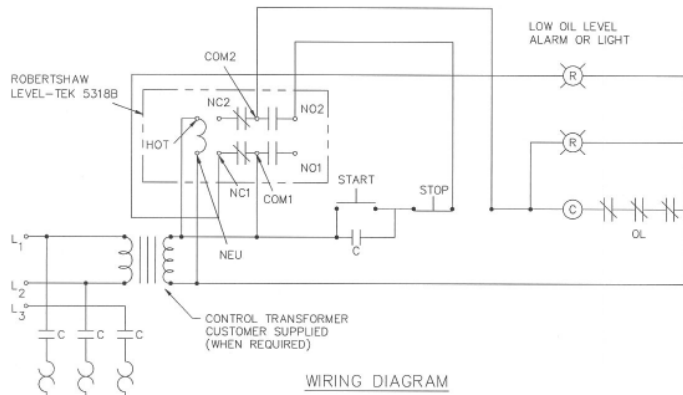 LOW OIL LEVEL
ALARM OR LIGHT
COM2
ROBERTSHAW
LEVEL-TEK 5318B
R
NC2
NO2
HOT
R
NO1
START
STOP
NC1
COM1
C
OL
L1
NEU
C
L2
L3
CONTROL TRANSFORMER
CUSTOMER SUPPLIED
(WHEN REQUIRED)
C
C
C
WIRING DIAGRAM